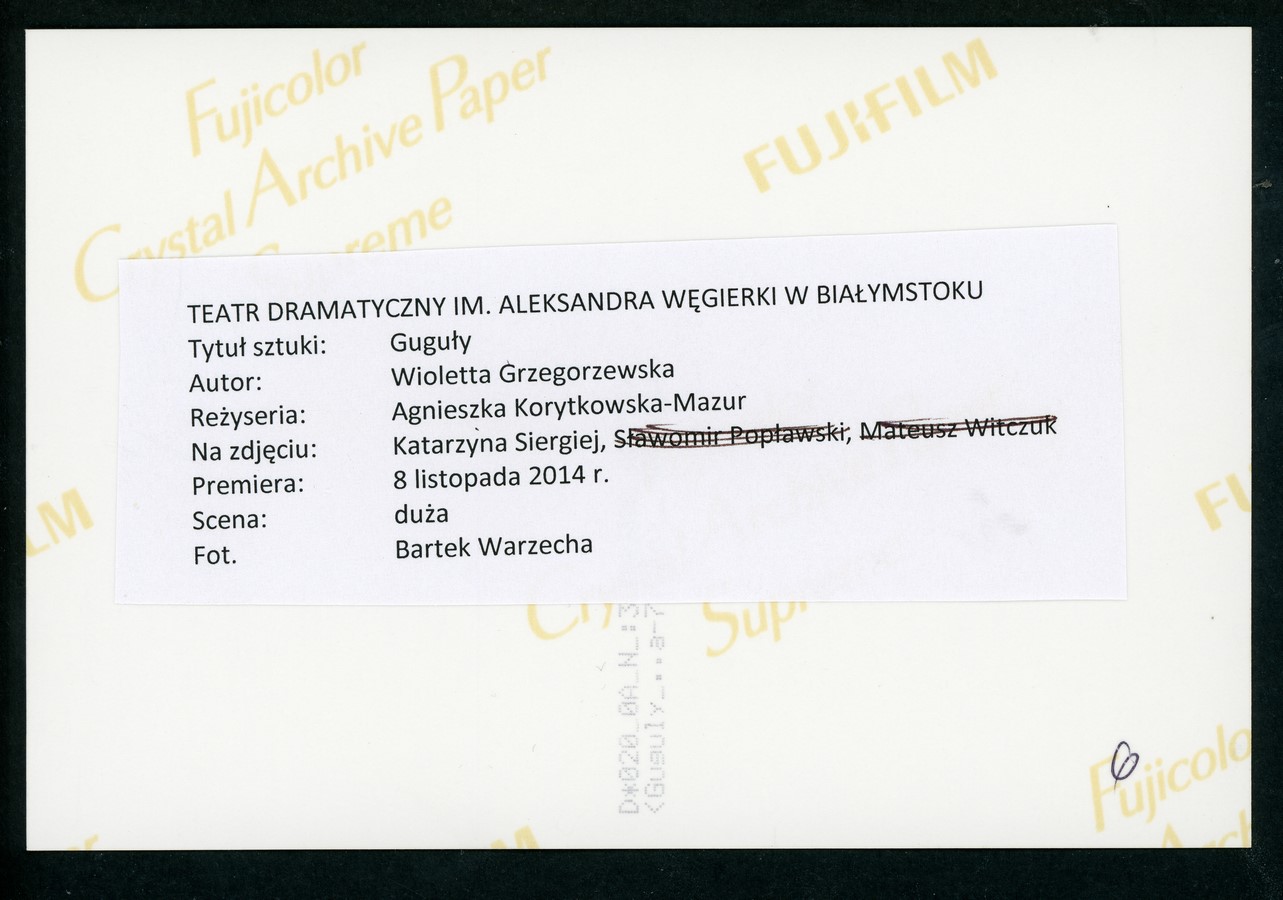 Fujicolor
Crystal Archive Paper
Supreme
FUJIFILM
TEATR DRAMATYCZNY IM. ALEKSANDRA WĘGIERKI W BIAŁYMSTOKU
Tytuł sztuki: Guguły
Autor: Wioletta Grzegorzewska
Reżyseria: Agnieszka Korytkowska-Mazur
Na zdjęciu: Katarzyna Siergiej, Sławomir Popławski, Mateusz Witczuk
Premiera: 8 listopada 2014 r.
Scena: duża
Fot. Bartek Warzecha
Fujicolo